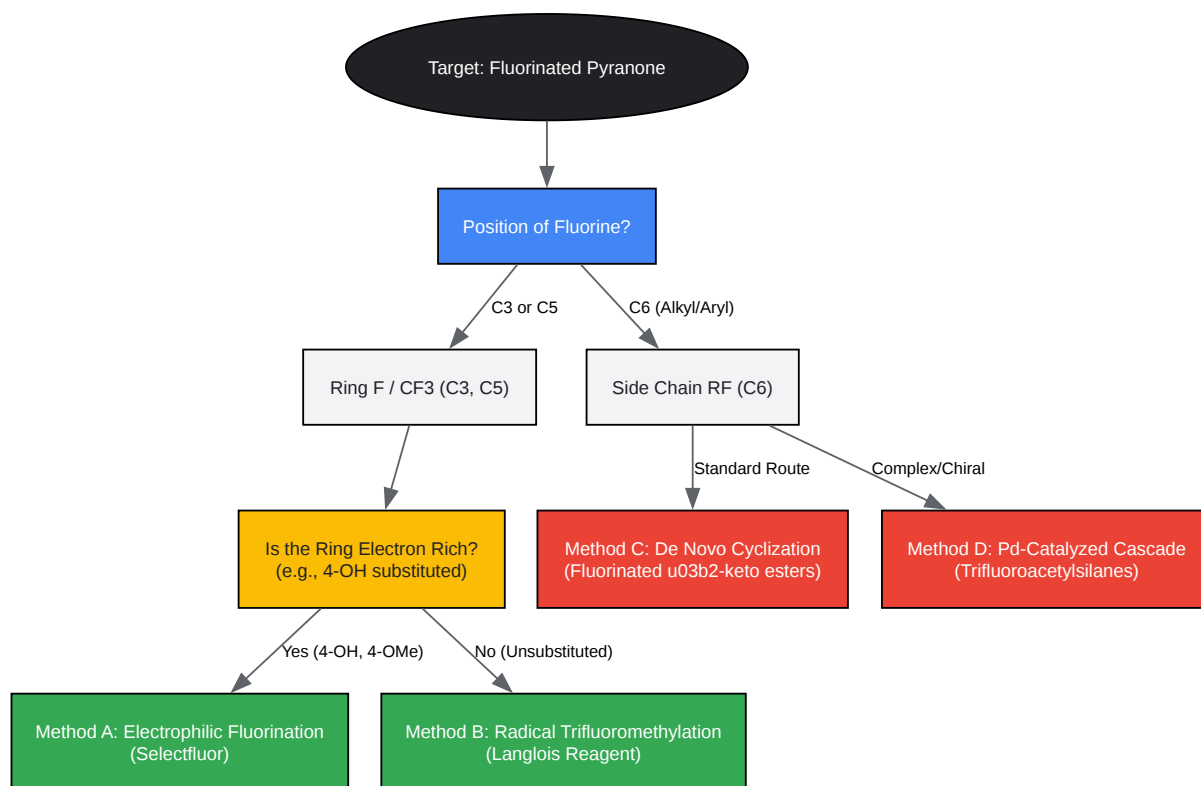 Target: Fluorinated Pyranone
Position of Fluorine?
C3 or C5
C6 (Alkyl/Aryl)
Ring F / CF3 (C3, C5)
Side Chain RF (C6)
Standard Route
Complex/Chiral
Is the Ring Electron Rich?
(e.g., 4-OH substituted)
Method C: De Novo Cyclization
(Fluorinated u03b2-keto esters)
Method D: Pd-Catalyzed Cascade
(Trifluoroacetylsilanes)
Yes (4-OH, 4-OMe)
No (Unsubstituted)
Method A: Electrophilic Fluorination
(Selectfluor)
Method B: Radical Trifluoromethylation
(Langlois Reagent)